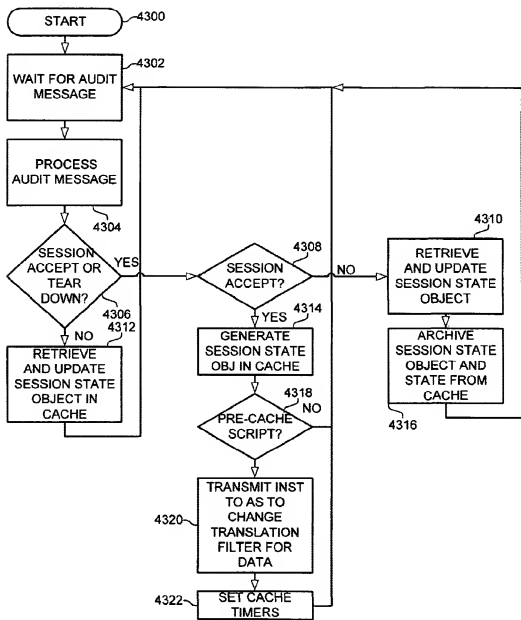 START
4300
4302
WAIT FOR AUDIT
MESSAGE
PROCESS
AUDIT MESSAGE
4304
SESSION
ACCEPT OR
TEAR
DOWN?
YES
4306
NO
4312
RETRIEVE
AND UPDATE
SESSION STATE
OBJECT IN
CACHE
4308
SESSION
ACCEPT?
NO
YES
4314
GENERATE
SESSION STATE
OBJ IN CACHE
4318
NO
PRE-CACHE
SCRIPT?
TRANSMIT INST
TO AS TO
CHANGE
TRANSLATION
FILTER FOR
DATA
4320
SET CACHE
TIMERS
4322
4310
RETRIEVE
AND UPDATE
SESSION STATE
OBJECT
ARCHIVE
SESSION STATE
OBJECT AND
STATE FROM
CACHE
4316